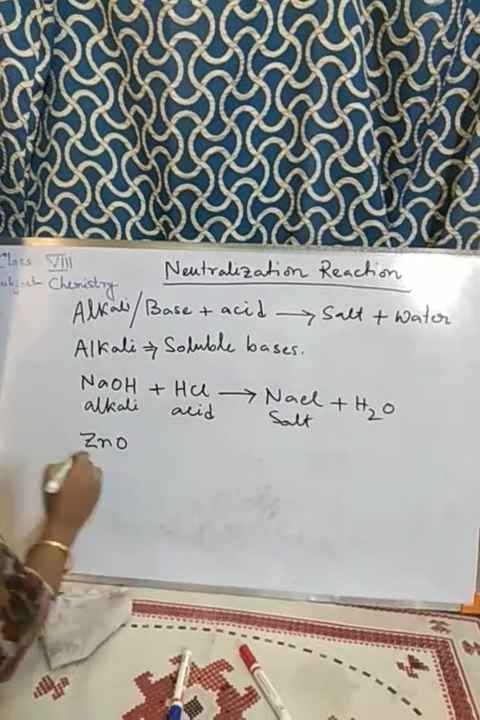 Class VIII
Subject- Chemistry
Neutralization Reaction
Alkali/Base + acid → Salt + Water
Alkali ⇒ Soluble bases.
NaOH + HCl → Nacl + H₂O
alkali acid Salt
ZnO